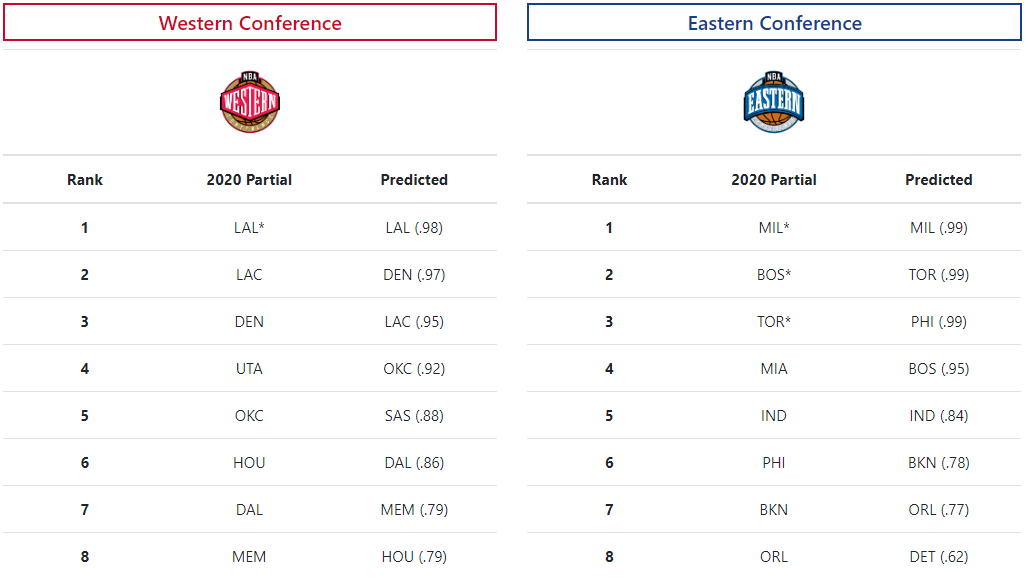 Western Conference
NBA
WESTERN
Rank 2020 Partial Predicted
1 LAL* LAL (.98)
2 LAC DEN (.97)
3 DEN LAC (.95)
4 UTA OKC (.92)
5 OKC SAS (.88)
6 HOU DAL (.86)
7 DAL MEM (.79)
8 MEM HOU (.79)
Eastern Conference
NBA
EASTERN
Rank 2020 Partial Predicted
1 MIL* MIL (.99)
2 BOS* TOR (.99)
3 TOR* PHI (.99)
4 MIA BOS (.95)
5 IND IND (.84)
6 PHI BKN (.78)
7 BKN ORL (.77)
8 ORL DET (.62)